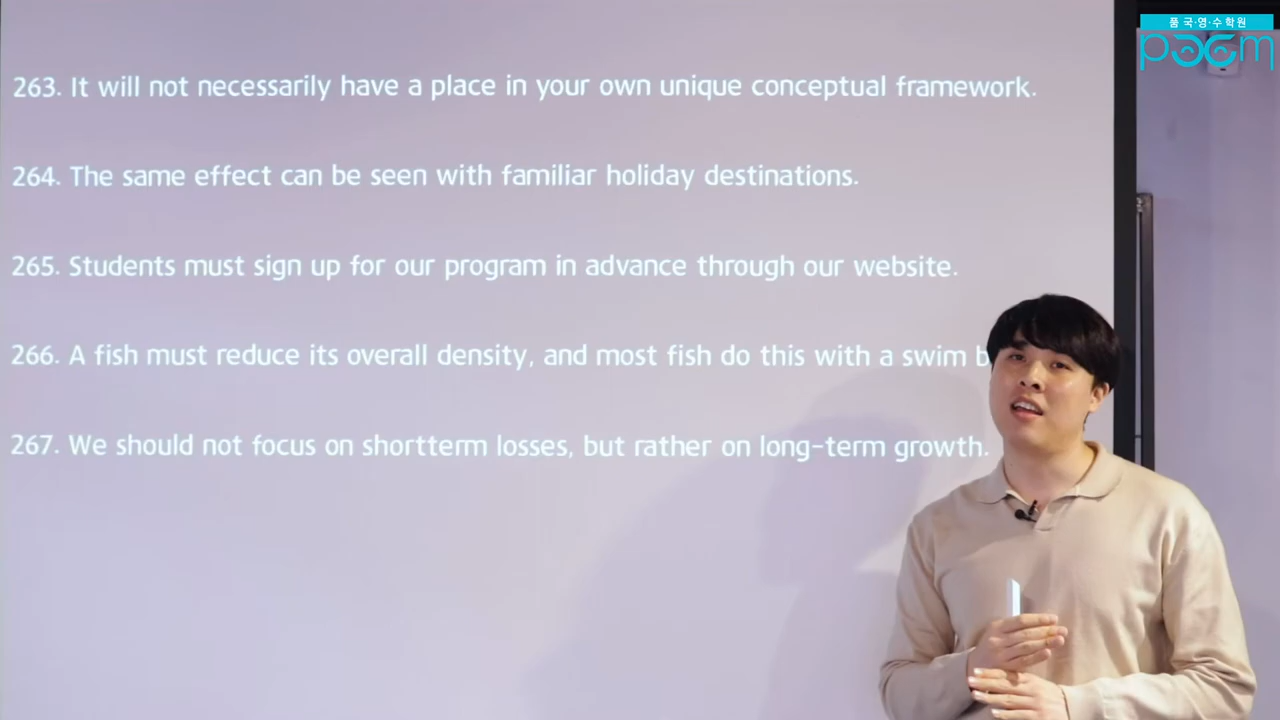 품 국·영·수 학원
poem
263. It will not necessarily have a place in your own unique conceptual framework.
264. The same effect can be seen with familiar holiday destinations.
265. Students must sign up for our program in advance through our website.
266. A fish must reduce its overall density, and most fish do this with a swim
267. We should not focus on shortterm losses, but rather on long-term growth.